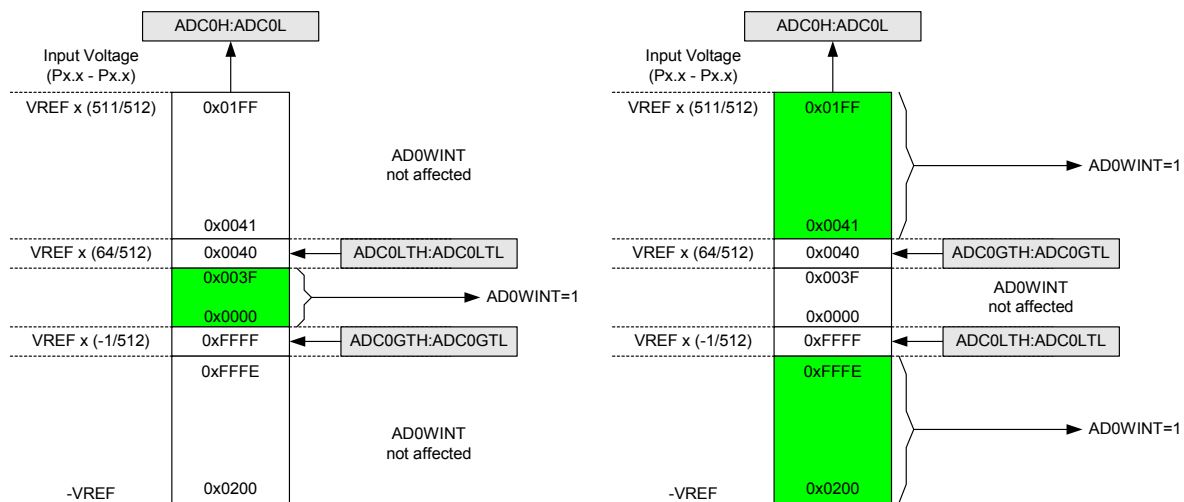 ADC0H:ADC0L
Input Voltage
(Px.x - Px.x)
VREF x (511/512)
0x01FF
AD0WINT
not affected
0x0041
VREF x (64/512)
0x0040
ADC0LTH:ADC0LTL
0x003F
AD0WINT=1
0x0000
VREF x (-1/512)
0xFFFF
ADC0GTH:ADC0GTL
0xFFFE
AD0WINT
not affected
-VREF
0x0200
ADC0H:ADC0L
Input Voltage
(Px.x - Px.x)
VREF x (511/512)
0x01FF
AD0WINT=1
0x0041
VREF x (64/512)
0x0040
ADC0GTH:ADC0GTL
0x003F
AD0WINT
not affected
0x0000
VREF x (-1/512)
0xFFFF
ADC0LTH:ADC0LTL
0xFFFE
AD0WINT=1
-VREF
0x0200